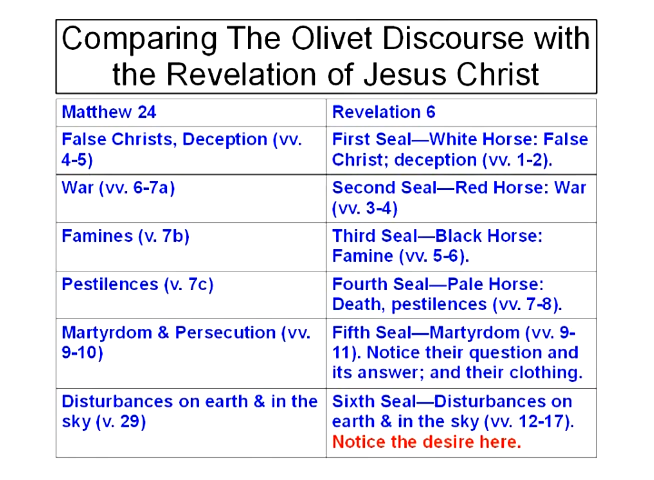 Comparing The Olivet Discourse with
the Revelation of Jesus Christ
Matthew 24
Revelation 6
False Christs, Deception (vv.
4-5)
First Seal—White Horse: False
Christ; deception (vv. 1-2).
War (vv. 6-7a)
Second Seal—Red Horse: War
(vv. 3-4)
Famines (v. 7b)
Third Seal—Black Horse:
Famine (vv. 5-6).
Pestilences (v. 7c)
Fourth Seal—Pale Horse:
Death, pestilences (vv. 7-8).
Martyrdom & Persecution (vv.
9-10)
Fifth Seal—Martyrdom (vv. 9-
11). Notice their question and
its answer; and their clothing.
Disturbances on earth & in the
sky (v. 29)
Sixth Seal—Disturbances on
earth & in the sky (vv. 12-17).
Notice the desire here.